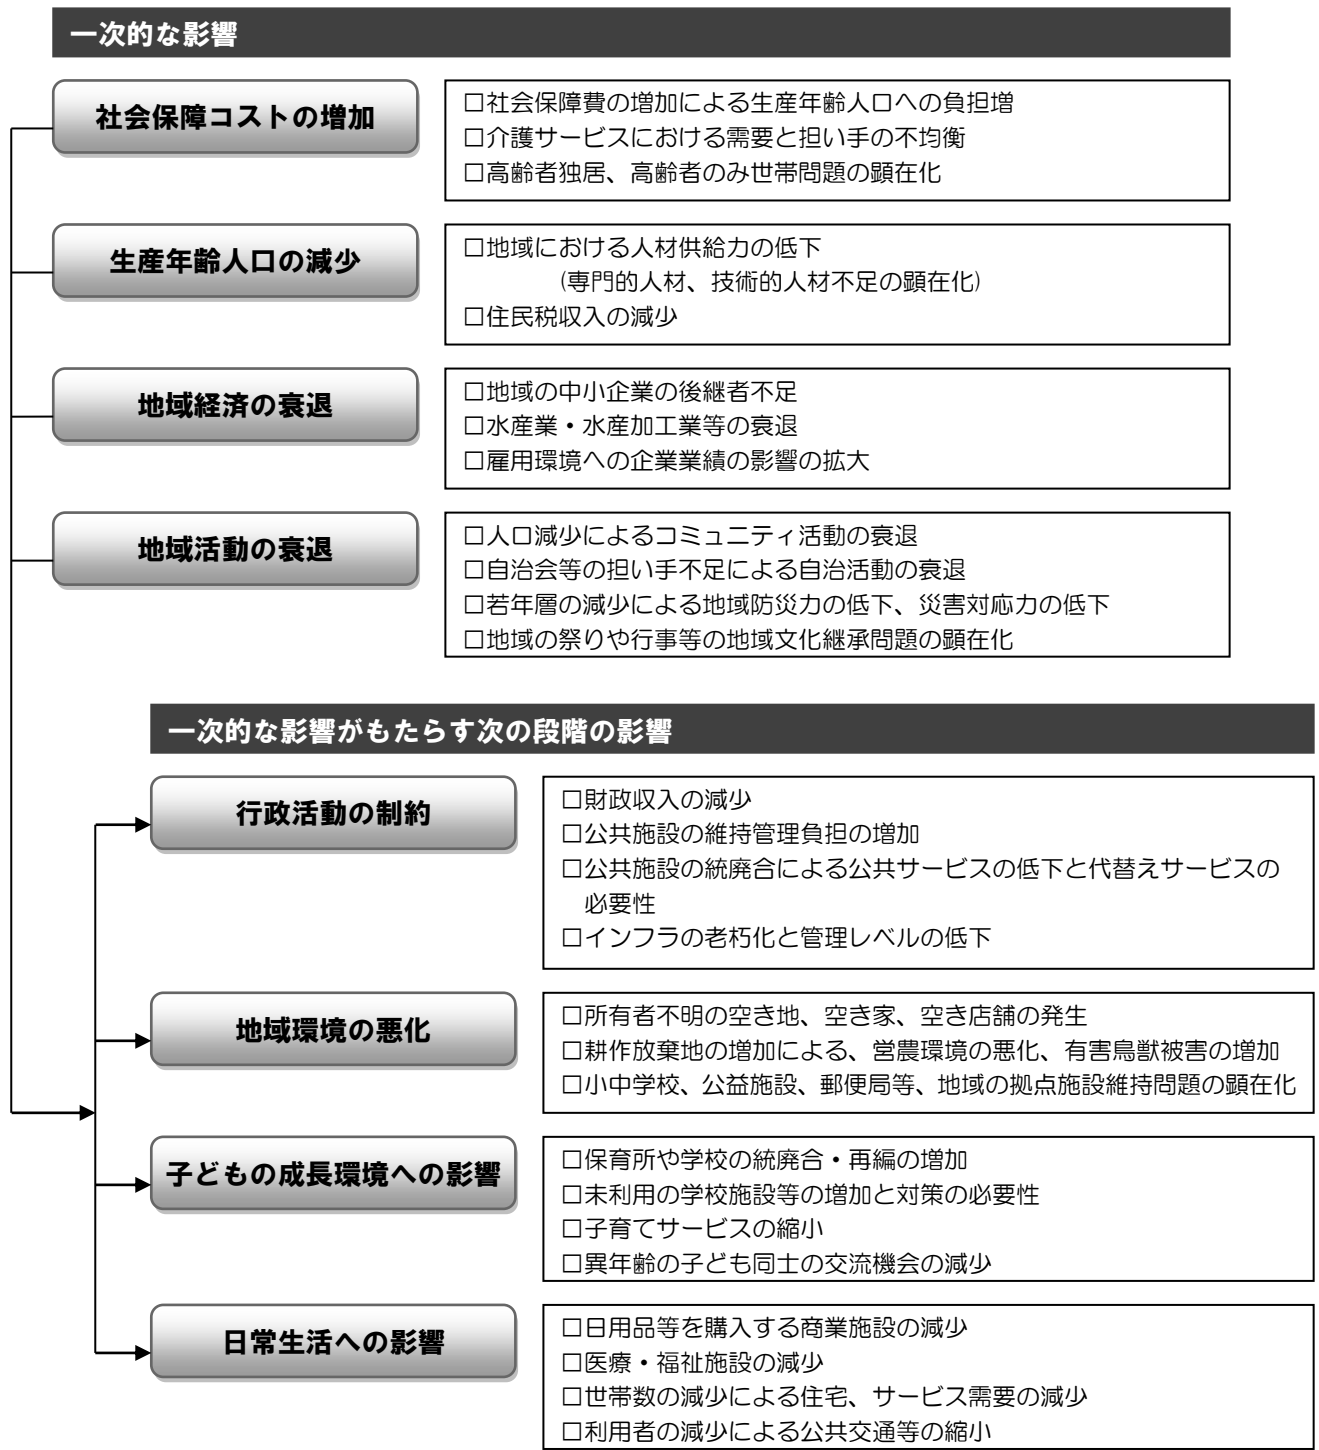 一次的な影響
社会保障コストの増加
□社会保障費の増加による生産年齢人口への負担増
□介護サービスにおける需要と担い手の不均衡
□高齢者独居、高齢者のみ世帯問題の顕在化
生産年齢人口の減少
□地域における人材供給力の低下
(専門的人材、技術的人材不足の顕在化)
□住民税収入の減少
地域経済の衰退
□地域の中小企業の後継者不足
□水産業・水産加工業等の衰退
□雇用環境への企業業績の影響の拡大
地域活動の衰退
□人口減少によるコミュニティ活動の衰退
□自治会等の担い手不足による自治活動の衰退
□若年層の減少による地域防災力の低下、災害対応力の低下
□地域の祭りや行事等の地域文化継承問題の顕在化
一次的な影響がもたらす次の段階の影響
行政活動の制約
□財政収入の減少
□公共施設の維持管理負担の増加
□公共施設の統廃合による公共サービスの低下と代替えサービスの
必要性
□インフラの老朽化と管理レベルの低下
地域環境の悪化
□所有者不明の空き地、空き家、空き店舗の発生
□耕作放棄地の増加による、営農環境の悪化、有害鳥獣被害の増加
□小中学校、公益施設、郵便局等、地域の拠点施設維持問題の顕在化
子どもの成長環境への影響
□保育所や学校の統廃合・再編の増加
□未利用の学校施設等の増加と対策の必要性
□子育てサービスの縮小
□異年齢の子ども同士の交流機会の減少
日常生活への影響
□日用品等を購入する商業施設の減少
□医療・福祉施設の減少
□世帯数の減少による住宅、サービス需要の減少
□利用者の減少による公共交通等の縮小